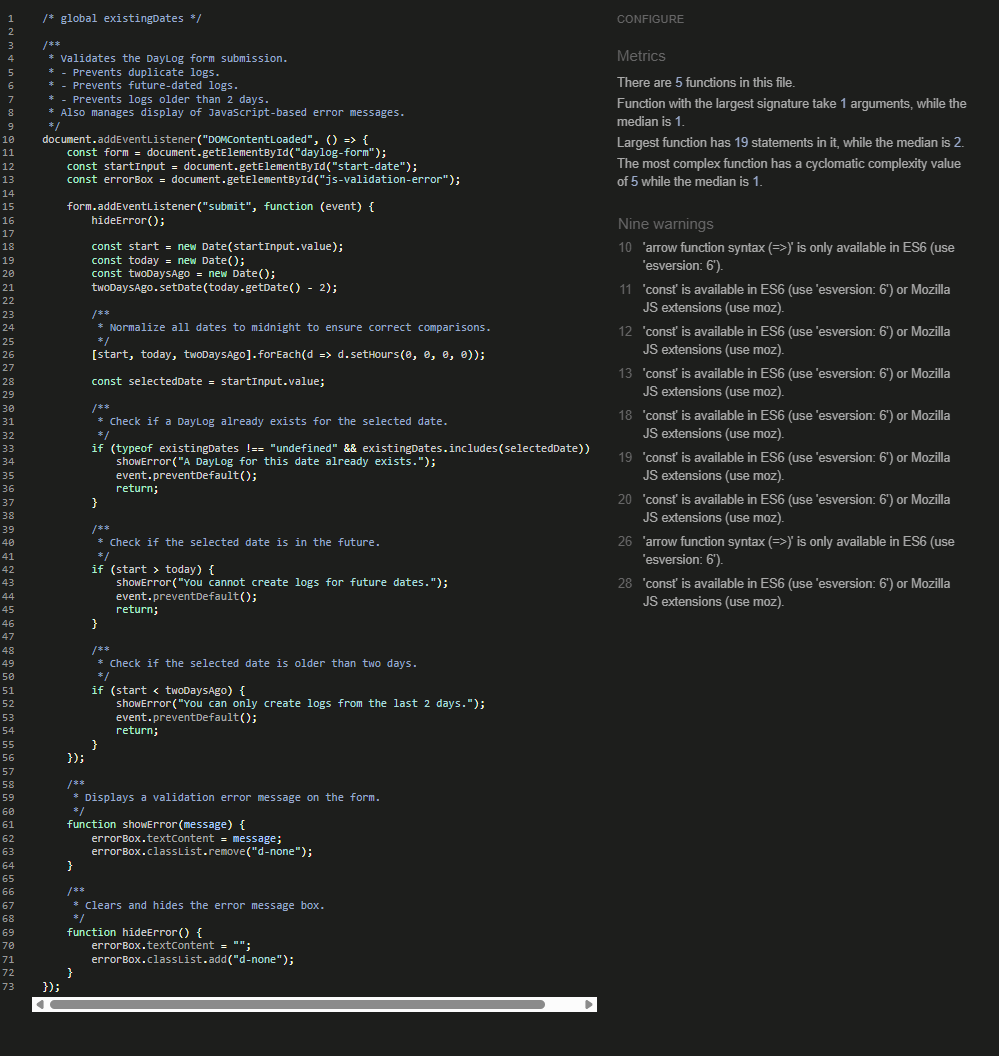 1 /* global existingDates */
2
3 /**
4  * Validates the DayLog form submission.
5  * - Prevents duplicate logs.
6  * - Prevents future-dated logs.
7  * - Prevents logs older than 2 days.
8  * Also manages display of JavaScript-based error messages.
9  */
10 document.addEventListener("DOMContentLoaded", () => {
11     const form = document.getElementById("daylog-form");
12     const startInput = document.getElementById("start-date");
13     const errorBox = document.getElementById("js-validation-error");
14
15     form.addEventListener("submit", function (event) {
16         hideError();
17
18         const start = new Date(startInput.value);
19         const today = new Date();
20         const twoDaysAgo = new Date();
21         twoDaysAgo.setDate(today.getDate() - 2);
22
23         /**
24          * Normalize all dates to midnight to ensure correct comparisons.
25          */
26         [start, today, twoDaysAgo].forEach(d => d.setHours(0, 0, 0, 0));
27
28         const selectedDate = startInput.value;
29
30         /**
31          * Check if a DayLog already exists for the selected date.
32          */
33         if (typeof existingDates !== "undefined" && existingDates.includes(selectedDate))
34             showError("A DayLog for this date already exists.");
35             event.preventDefault();
36             return;
37         }
38
39         /**
40          * Check if the selected date is in the future.
41          */
42         if (start > today) {
43             showError("You cannot create logs for future dates.");
44             event.preventDefault();
45             return;
46         }
47
48         /**
49          * Check if the selected date is older than two days.
50          */
51         if (start < twoDaysAgo) {
52             showError("You can only create logs from the last 2 days.");
53             event.preventDefault();
54             return;
55         }
56     });
57
58     /**
59      * Displays a validation error message on the form.
60      */
61     function showError(message) {
62         errorBox.textContent = message;
63         errorBox.classList.remove("d-none");
64     }
65
66     /**
67      * Clears and hides the error message box.
68      */
69     function hideError() {
70         errorBox.textContent = "";
71         errorBox.classList.add("d-none");
72     }
73 });
CONFIGURE
Metrics
There are 5 functions in this file.
Function with the largest signature take 1 arguments, while the
median is 1.
Largest function has 19 statements in it, while the median is 2.
The most complex function has a cyclomatic complexity value
of 5 while the median is 1.
Nine warnings
10 'arrow function syntax (=>)' is only available in ES6 (use
'esversion: 6').
11 'const' is available in ES6 (use 'esversion: 6') or Mozilla
JS extensions (use moz).
12 'const' is available in ES6 (use 'esversion: 6') or Mozilla
JS extensions (use moz).
13 'const' is available in ES6 (use 'esversion: 6') or Mozilla
JS extensions (use moz).
18 'const' is available in ES6 (use 'esversion: 6') or Mozilla
JS extensions (use moz).
19 'const' is available in ES6 (use 'esversion: 6') or Mozilla
JS extensions (use moz).
20 'const' is available in ES6 (use 'esversion: 6') or Mozilla
JS extensions (use moz).
26 'arrow function syntax (=>)' is only available in ES6 (use
'esversion: 6').
28 'const' is available in ES6 (use 'esversion: 6') or Mozilla
JS extensions (use moz).